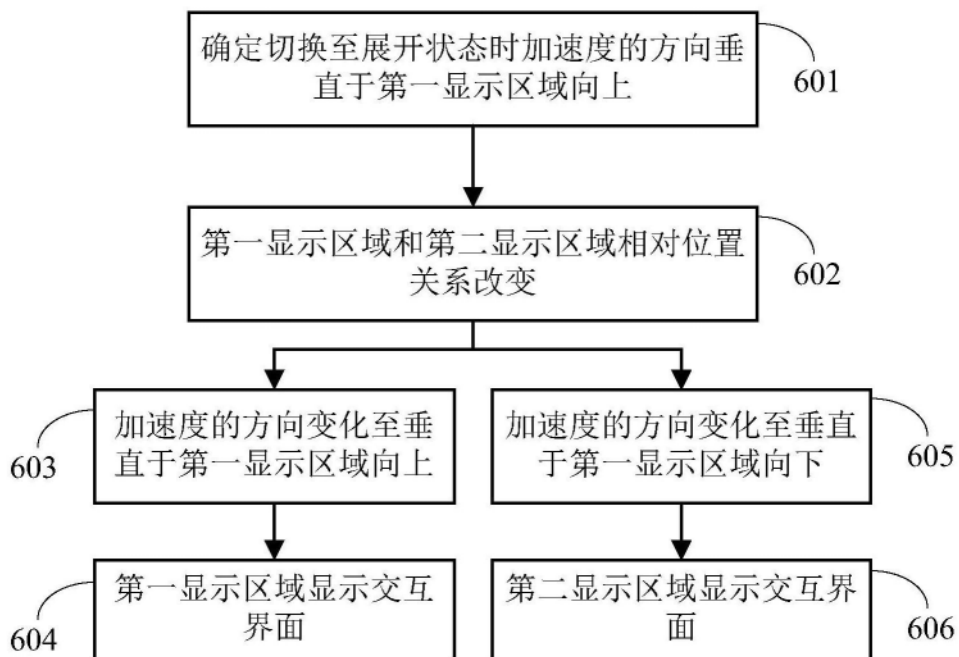 确定切换至展开状态时加速度的方向垂
直于第一显示区域向上
601
第一显示区域和第二显示区域相对位置
关系改变
602
加速度的方向变化至垂
直于第一显示区域向上
603
加速度的方向变化至垂直
于第一显示区域向下
605
第一显示区域显示交互
界面
604
第二显示区域显示交互界
面
606